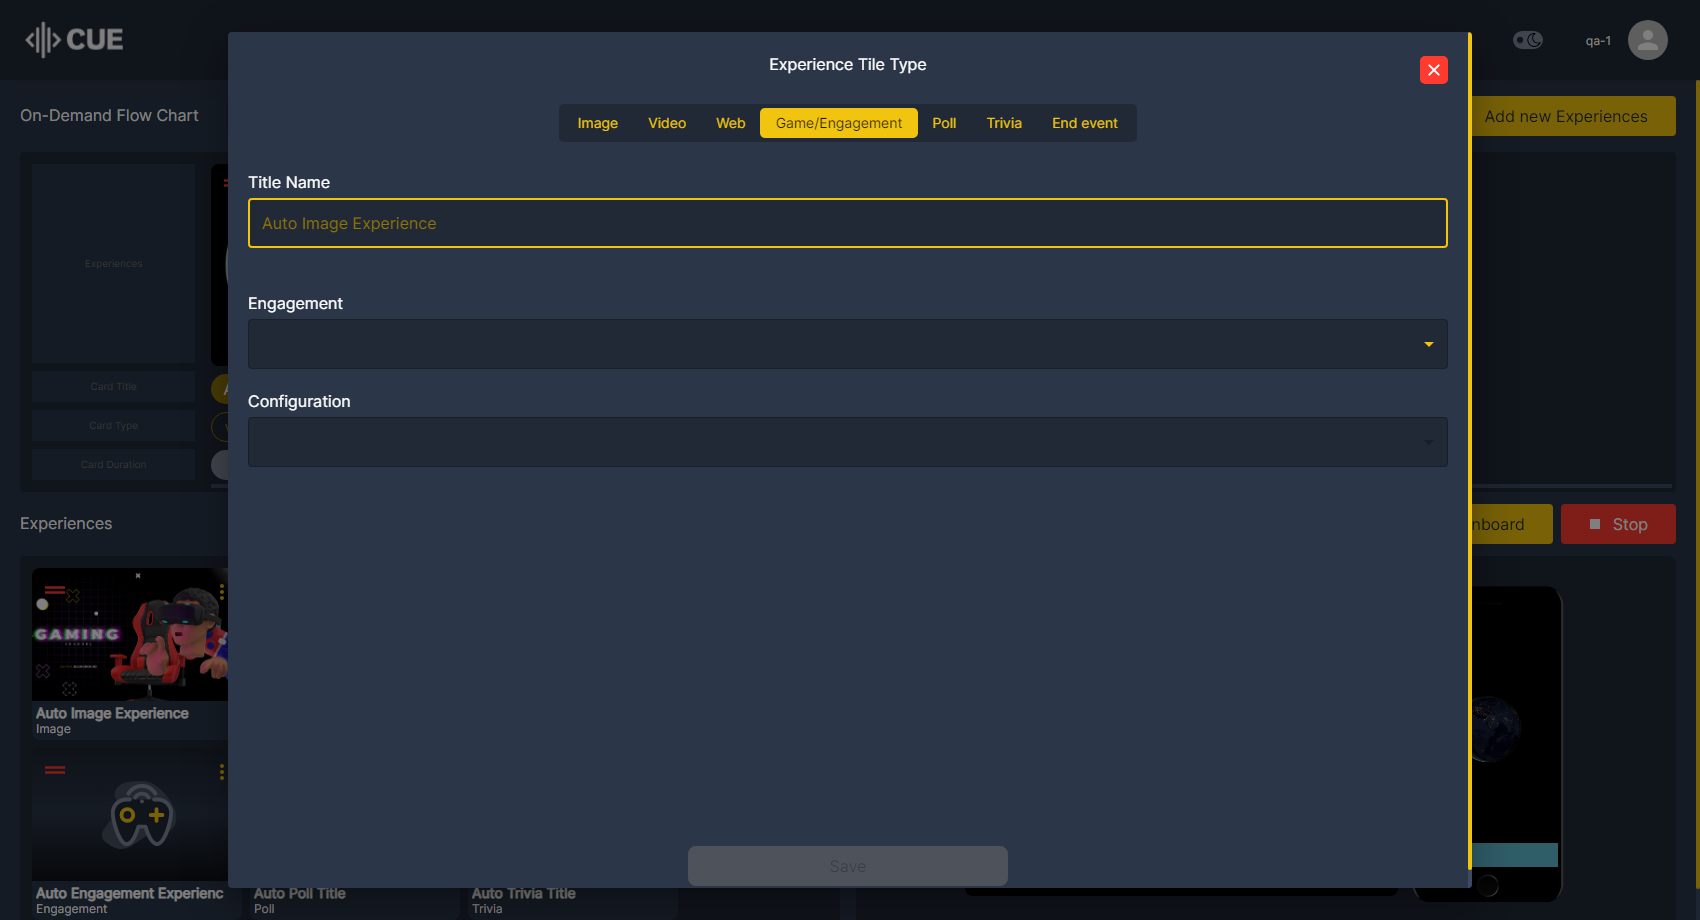 CUE
qa-1
Experience Tile Type
Image
Video
Web
Game/Engagement
Poll
Trivia
End event
On-Demand Flow Chart
Add new Experiences
Title Name
Auto Image Experience
Experiences
Engagement
Card Title
Configuration
Card Type
Card Duration
Experiences
nboard
Stop
GAMING
Auto Image Experience
Image
Save
Auto Engagement Experienc
Engagement
Auto Poll Title
Poll
Auto Trivia Title
Trivia